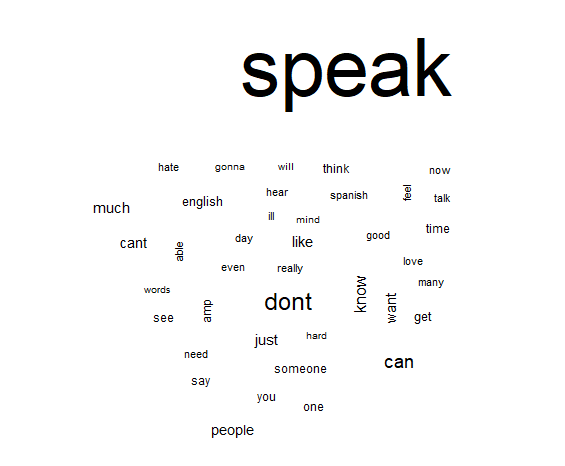 speak
hate gonna will think now
hear spanish feel talk
much english
ill mind
cant able day like good time
even really love
words many
see amp dont know want get
just hard
need someone can
say
you one
people